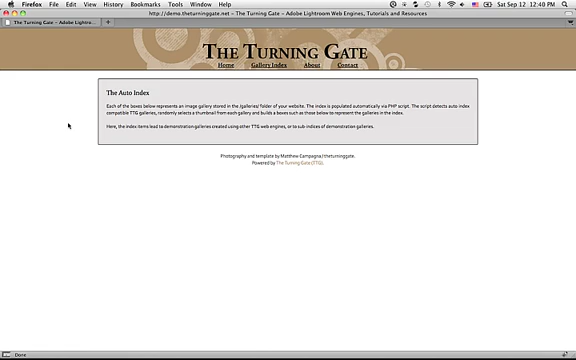 Firefox File Edit View History Bookmarks Tools Window Help Sat Sep 12 12:40 PM
http://demo.theturninggate.net – The Turning Gate – Adobe Lightroom Web Engines, Tutorials and Resources
The Turning Gate – Adobe Lightro...
The Turning Gate
Home Gallery Index About Contact
The Auto Index
Each of the boxes below represents an image gallery stored in the /galleries/ folder of your website. The index is populated automatically via PHP script. The script detects auto index
compatible TTG galleries, randomly selects a thumbnail from each gallery and builds a boxes such as those below to represent the galleries in the index.
Here, the index items lead to demonstration galleries created using other TTG web engines, or to sub-indices of demonstration galleries.
Photography and template by Matthew Campagna / theturninggate.
Powered by The Turning Gate (TTG).
Done